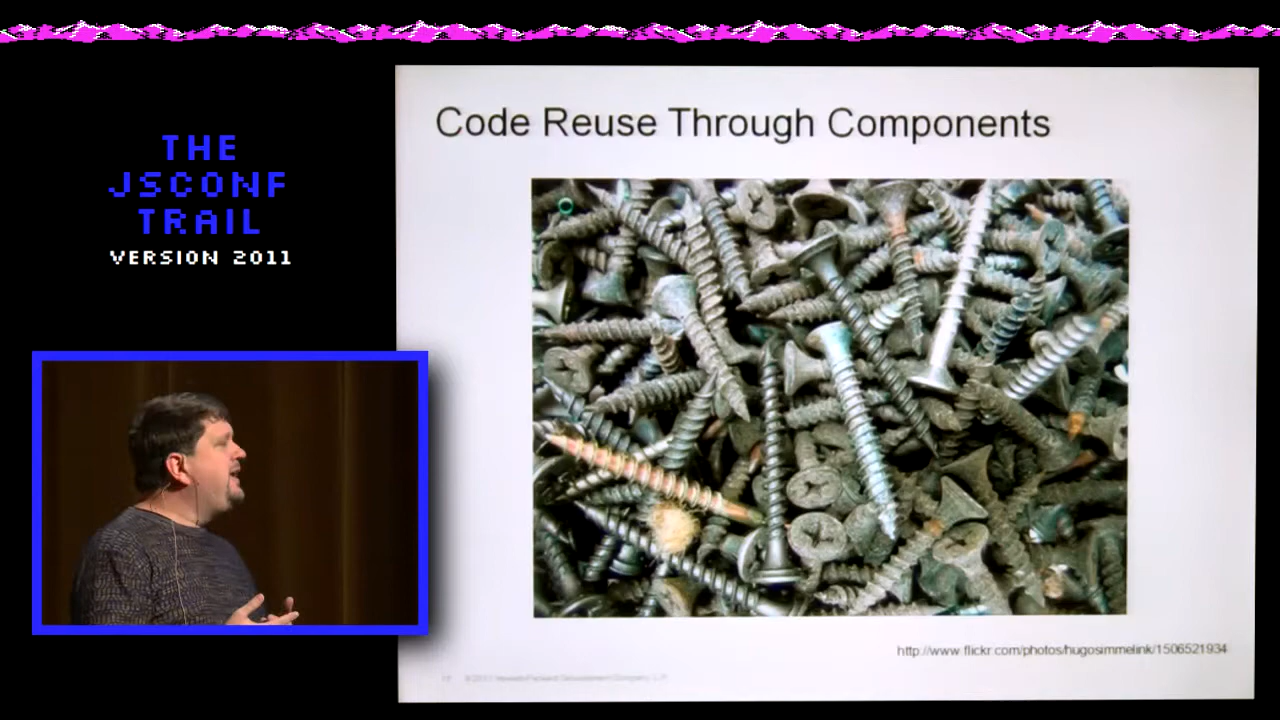 THE
JSCONF
TRAIL
VERSION 2011
Code Reuse Through Components
http://www.flickr.com/photos/hugosimmelink/1506521934